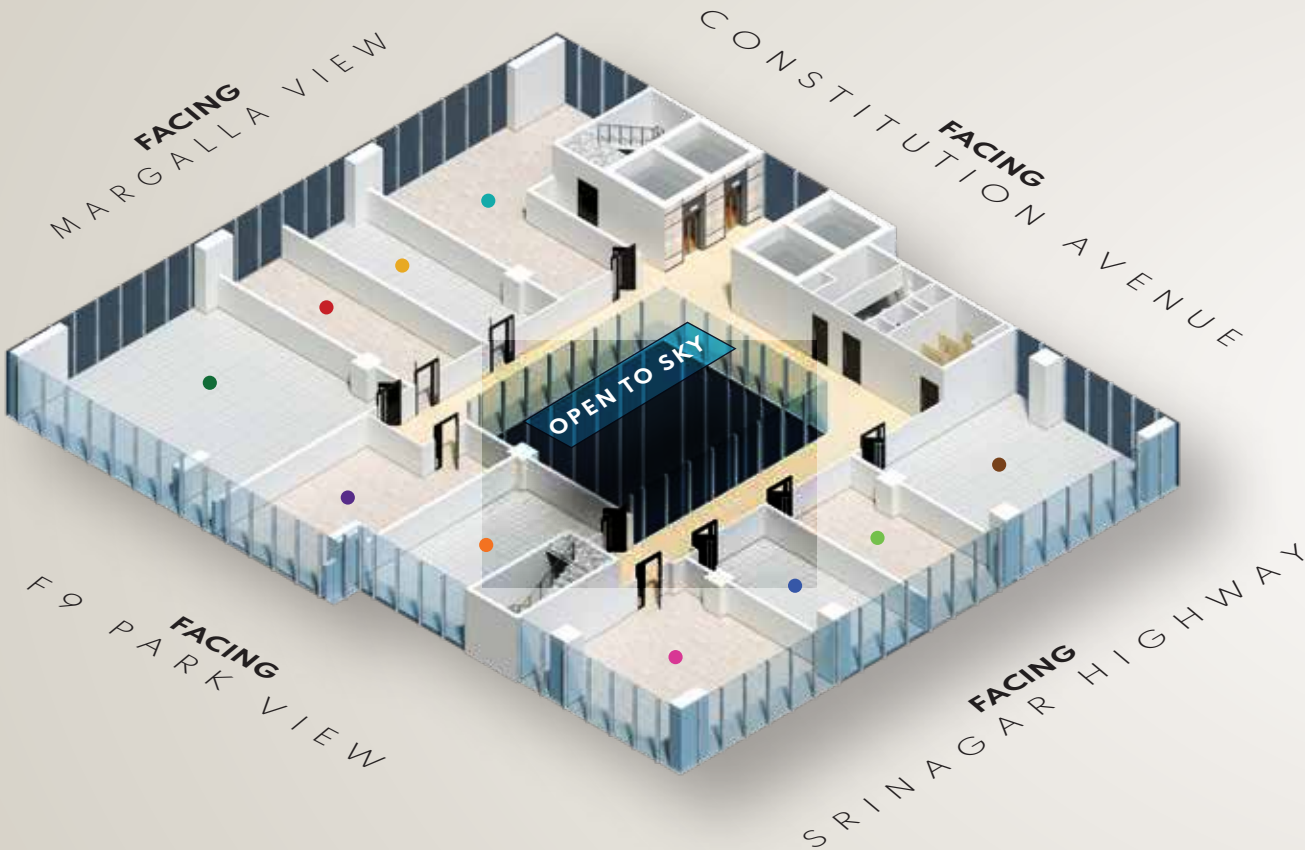 FACING
MARGALLA VIEW
FACING
CONSTITUTION AVENUE
OPEN TO SKY
FACING
F9 PARK VIEW
FACING
SRINAGAR HIGHWAY